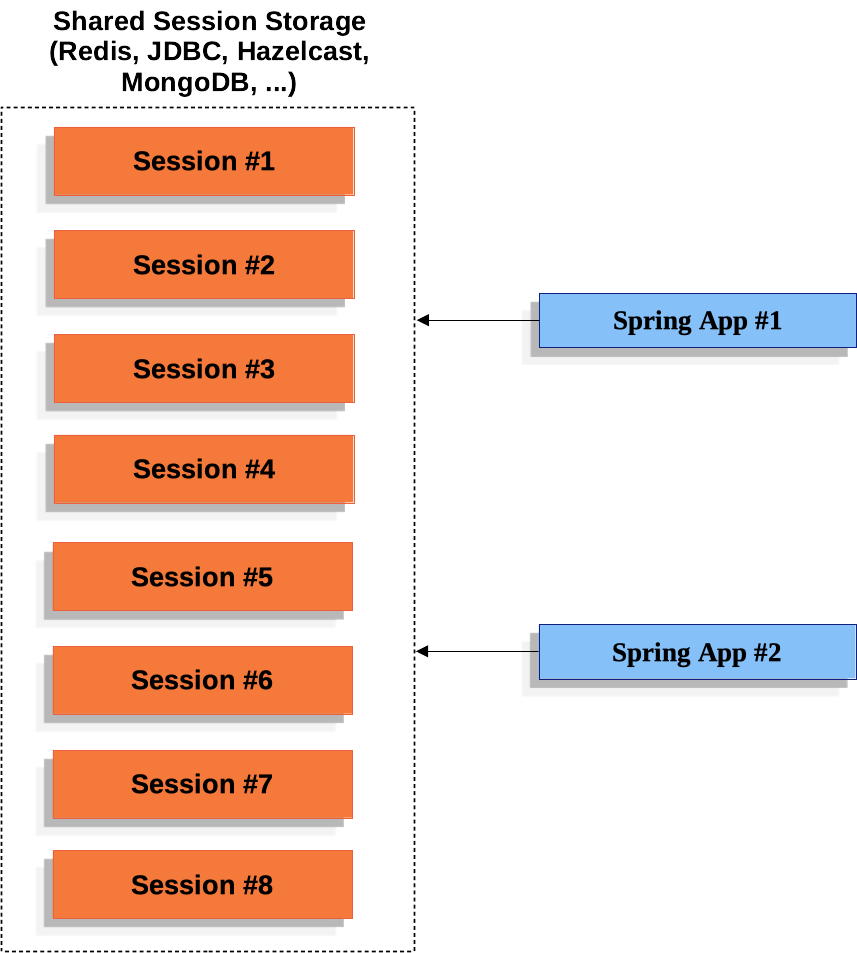 Shared Session Storage
(Redis, JDBC, Hazelcast,
MongoDB, ...)
Session #1
Session #2
Session #3
Session #4
Session #5
Session #6
Session #7
Session #8
Spring App #1
Spring App #2